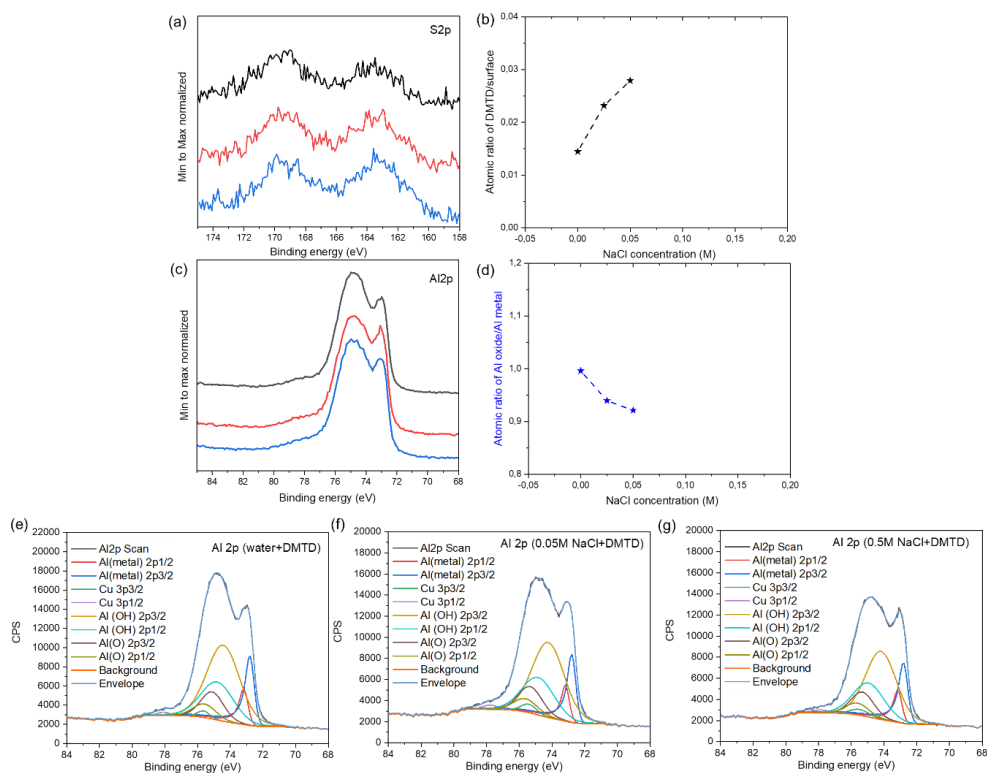 (a)
S2p
Min to Max normalized
174 172 170 168 166 164 162 160 158
Binding energy (eV)
(b)
Atomic ratio of DMTD/surface
0,04
0,03
0,02
0,01
0,00
-0,05 0,00 0,05 0,10 0,15 0,20
NaCl concentration (M)
(c)
Al2p
Min to max normalized
84 82 80 78 76 74 72 70 68
Binding energy (eV)
(d)
Atomic ratio of Al oxide/Al metal
1,2
1,1
1,0
0,9
0,8
-0,05 0,00 0,05 0,10 0,15 0,20
NaCl concentration (M)
(e)
Al 2p (water+DMTD)
Al2p Scan
Al(metal) 2p1/2
Al(metal) 2p3/2
Cu 3p3/2
Cu 3p1/2
Al (OH) 2p3/2
Al (OH) 2p1/2
Al(O) 2p3/2
Al(O) 2p1/2
Background
Envelope
CPS
22000
20000
18000
16000
14000
12000
10000
8000
6000
4000
2000
0
84 82 80 78 76 74 72 70 68
Binding energy (eV)
(f)
Al 2p (0.05M NaCl+DMTD)
Al2p Scan
Al(metal) 2p1/2
Al(metal) 2p3/2
Cu 3p3/2
Cu 3p1/2
Al (OH) 2p3/2
Al (OH) 2p1/2
Al(O) 2p3/2
Al(O) 2p1/2
Background
Envelope
CPS
20000
18000
16000
14000
12000
10000
8000
6000
4000
2000
0
84 82 80 78 76 74 72 70 68
Binding energy (eV)
(g)
Al 2p (0.5M NaCl+DMTD)
Al2p Scan
Al(metal) 2p1/2
Al(metal) 2p3/2
Cu 3p3/2
Cu 3p1/2
Al (OH) 2p3/2
Al (OH) 2p1/2
Al(O) 2p3/2
Al(O) 2p1/2
Background
Envelope
CPS
20000
18000
16000
14000
12000
10000
8000
6000
4000
2000
0
84 82 80 78 76 74 72 70 68
Binding energy (eV)